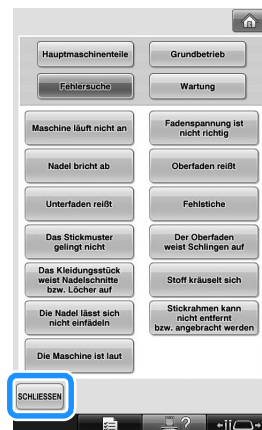 Hauptmaschinenteile
Grundbetrieb
Fehlersuche
Wartung
Maschine läuft nicht an
Fadenspannung ist
nicht richtig
Nadel bricht ab
Oberfaden reißt
Unterfaden reißt
Fehlstiche
Das Stickmuster
gelingt nicht
Der Oberfaden
weist Schlingen auf
Das Kleidungsstück
weist Nadelschnitte
bzw. Löcher auf
Stoff kräuselt sich
Die Nadel lässt sich
nicht einfädeln
Stickrahmen kann
nicht entfernt
bzw. angebracht werden
Die Maschine ist laut
SCHLIESSEN
?